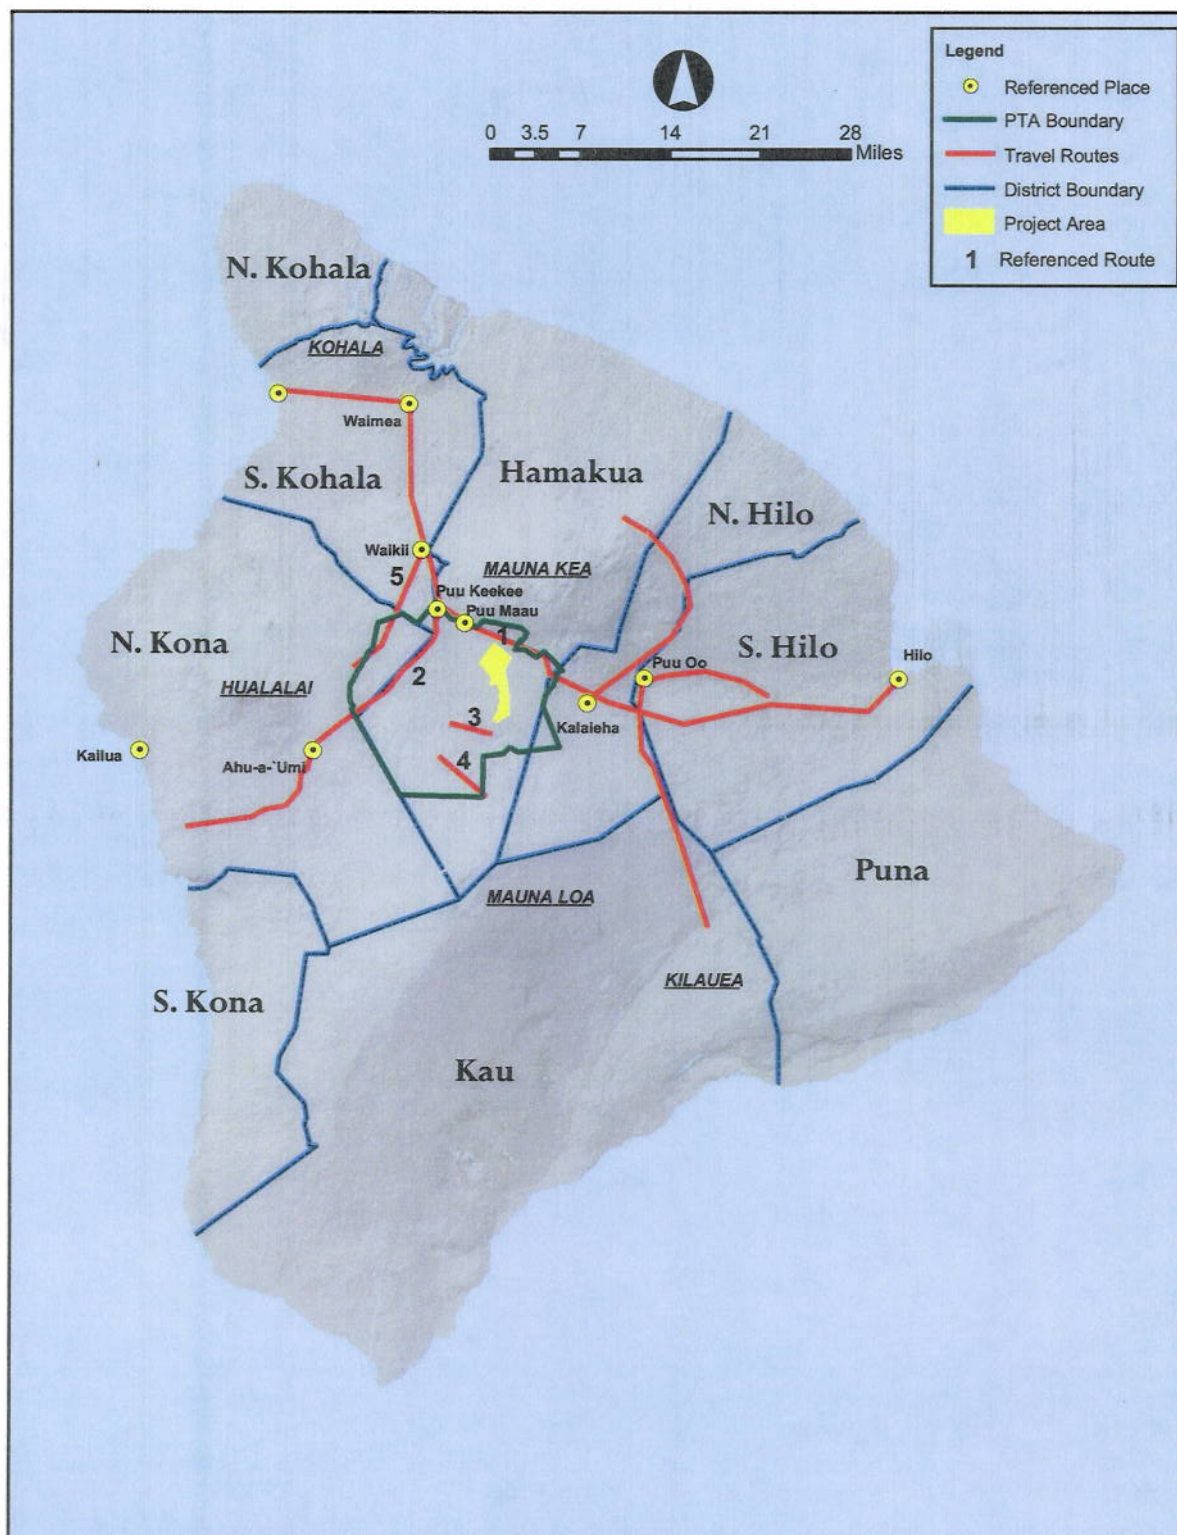 Legend
Referenced Place
PTA Boundary
Travel Routes
District Boundary
Project Area
1 Referenced Route
0 3.5 7 14 21 28
Miles
N. Kohala
KOHALA
Waimea
S. Kohala
Hamakua
N. Hilo
Waikii
MAUNA KEA
5
Puu Keekee
Puu Maau
1
N. Kona
S. Hilo
Puu Oo
Hilo
2
HUALALAI
Kalaieha
3
Kailua
Ahu-a-`Umi
4
Puna
MAUNA LOA
KILAUEA
S. Kona
Kau